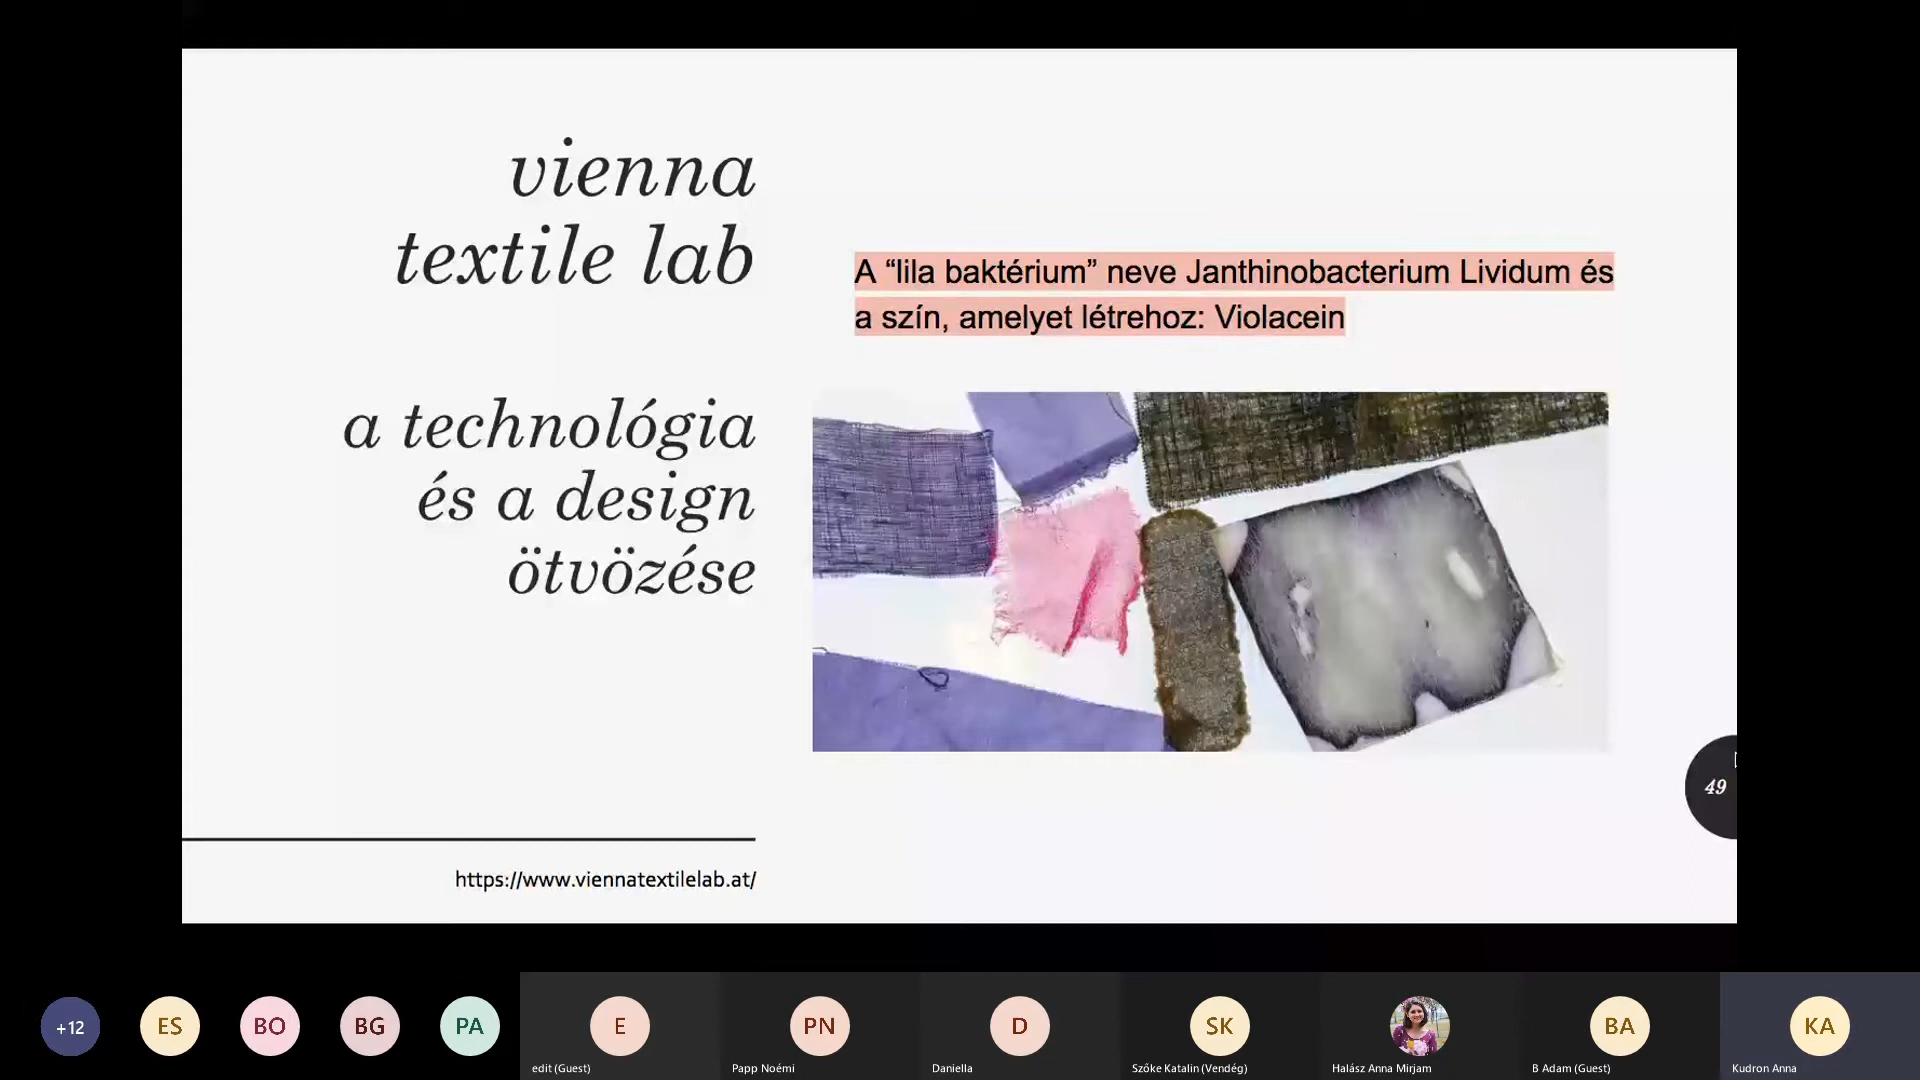 vienna
textile lab
a technológia
és a design
ötvözése
https://www.viennatextilelab.at/
A “lila baktérium” neve Janthinobacterium Lividum és
a szín, amelyet létrehoz: Violacein
49
+12
ES
BO
BG
PA
E
edit (Guest)
PN
Papp Noémi
D
Daniella
SK
Szőke Katalin (Vendég)
Halász Anna Mirjam
BA
B Adam (Guest)
KA
Kudron Anna